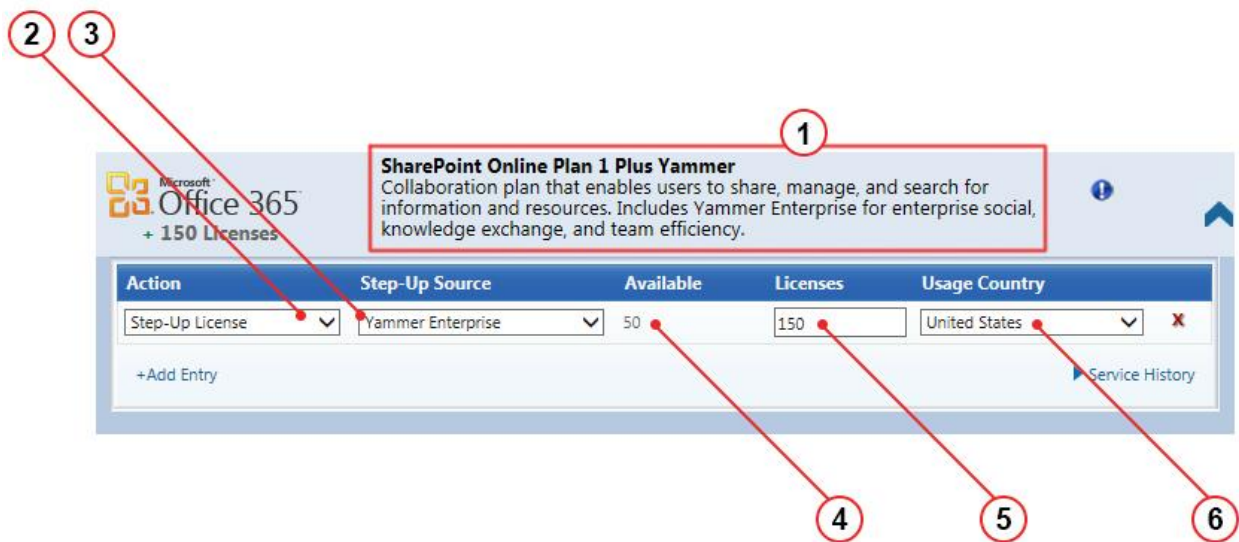 2 3
1
SharePoint Online Plan 1 Plus Yammer
Collaboration plan that enables users to share, manage, and search for
information and resources. Includes Yammer Enterprise for enterprise social,
knowledge exchange, and team efficiency.
Microsoft
Office 365
+ 150 Licenses
Action Step-Up Source Available Licenses Usage Country
Step-Up License Yammer Enterprise 50 150 United States X
+Add Entry Service History
4 5 6